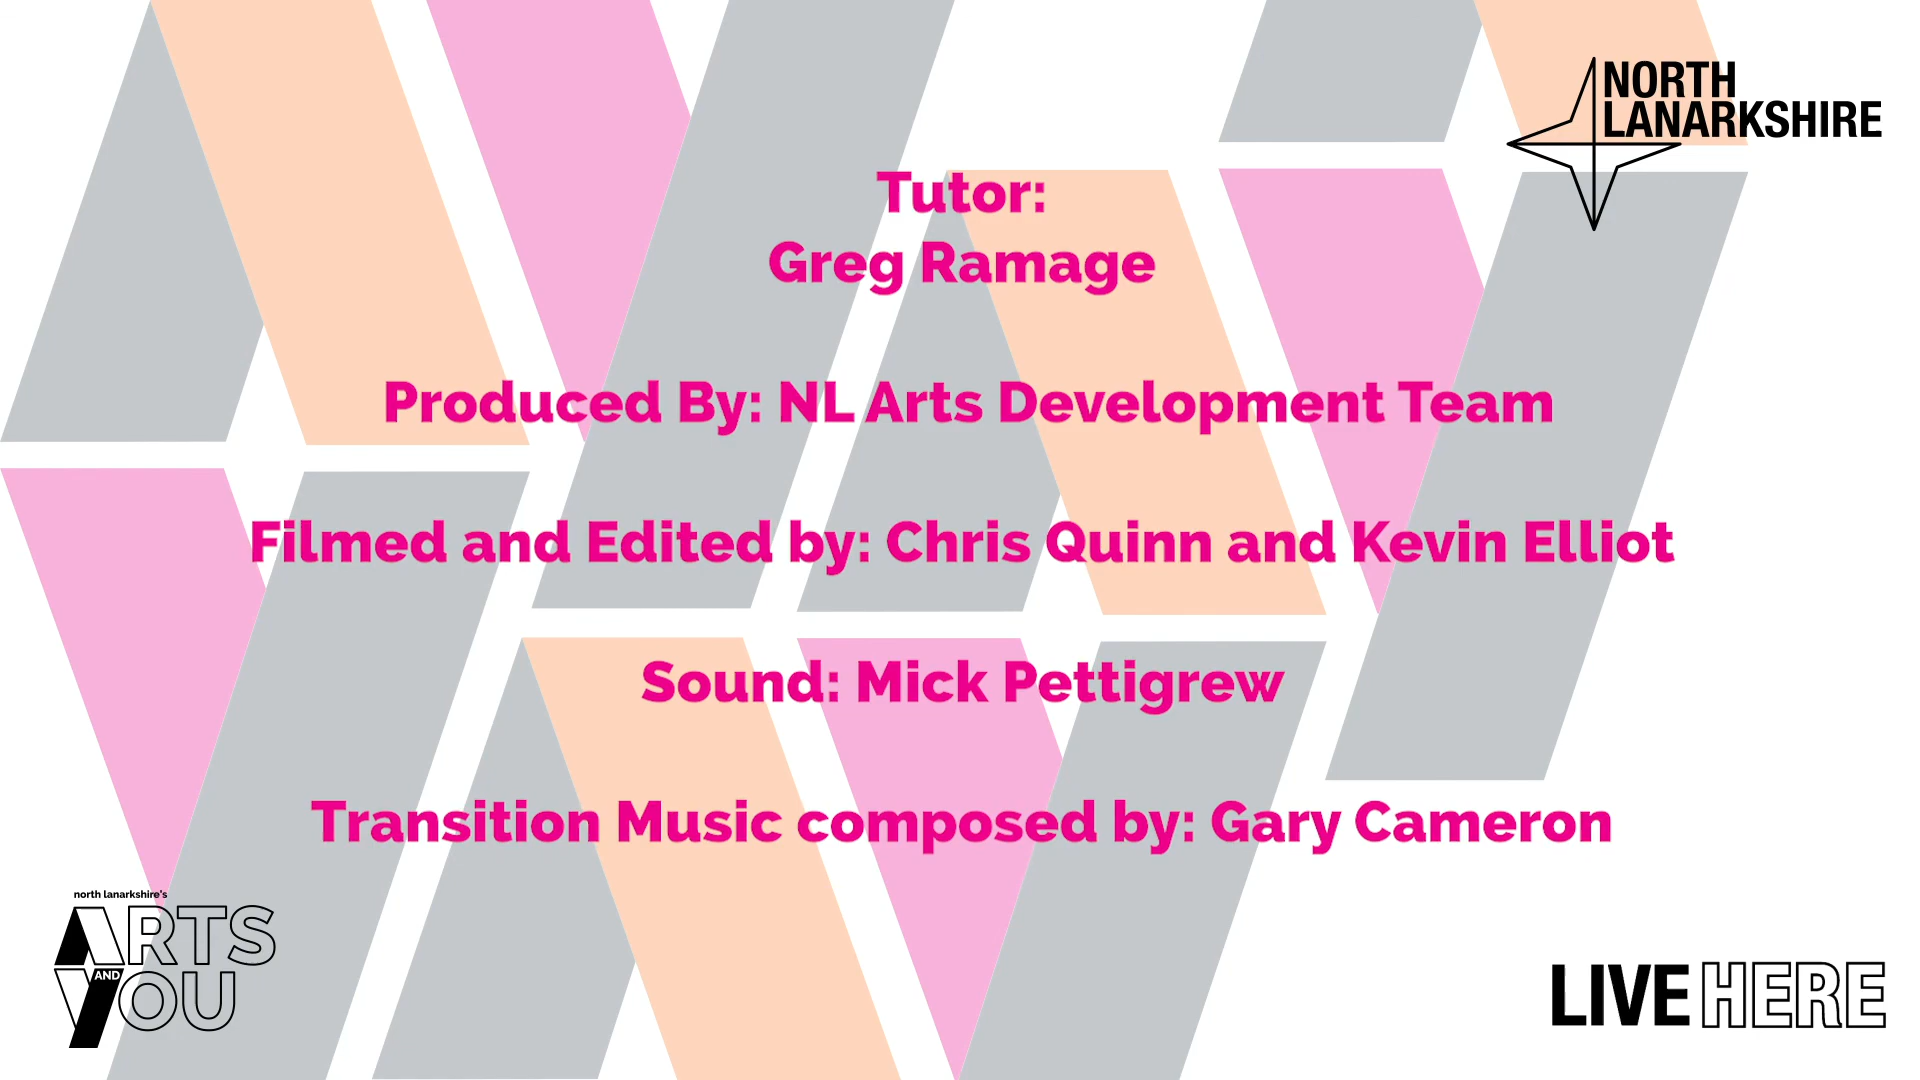 NORTH
LANARKSHIRE
Tutor:
Greg Ramage
Produced By: NL Arts Development Team
Filmed and Edited by: Chris Quinn and Kevin Elliot
Sound: Mick Pettigrew
Transition Music composed by: Gary Cameron
north lanarkshire's
ARTS
AND
YOU
LIVE HERE